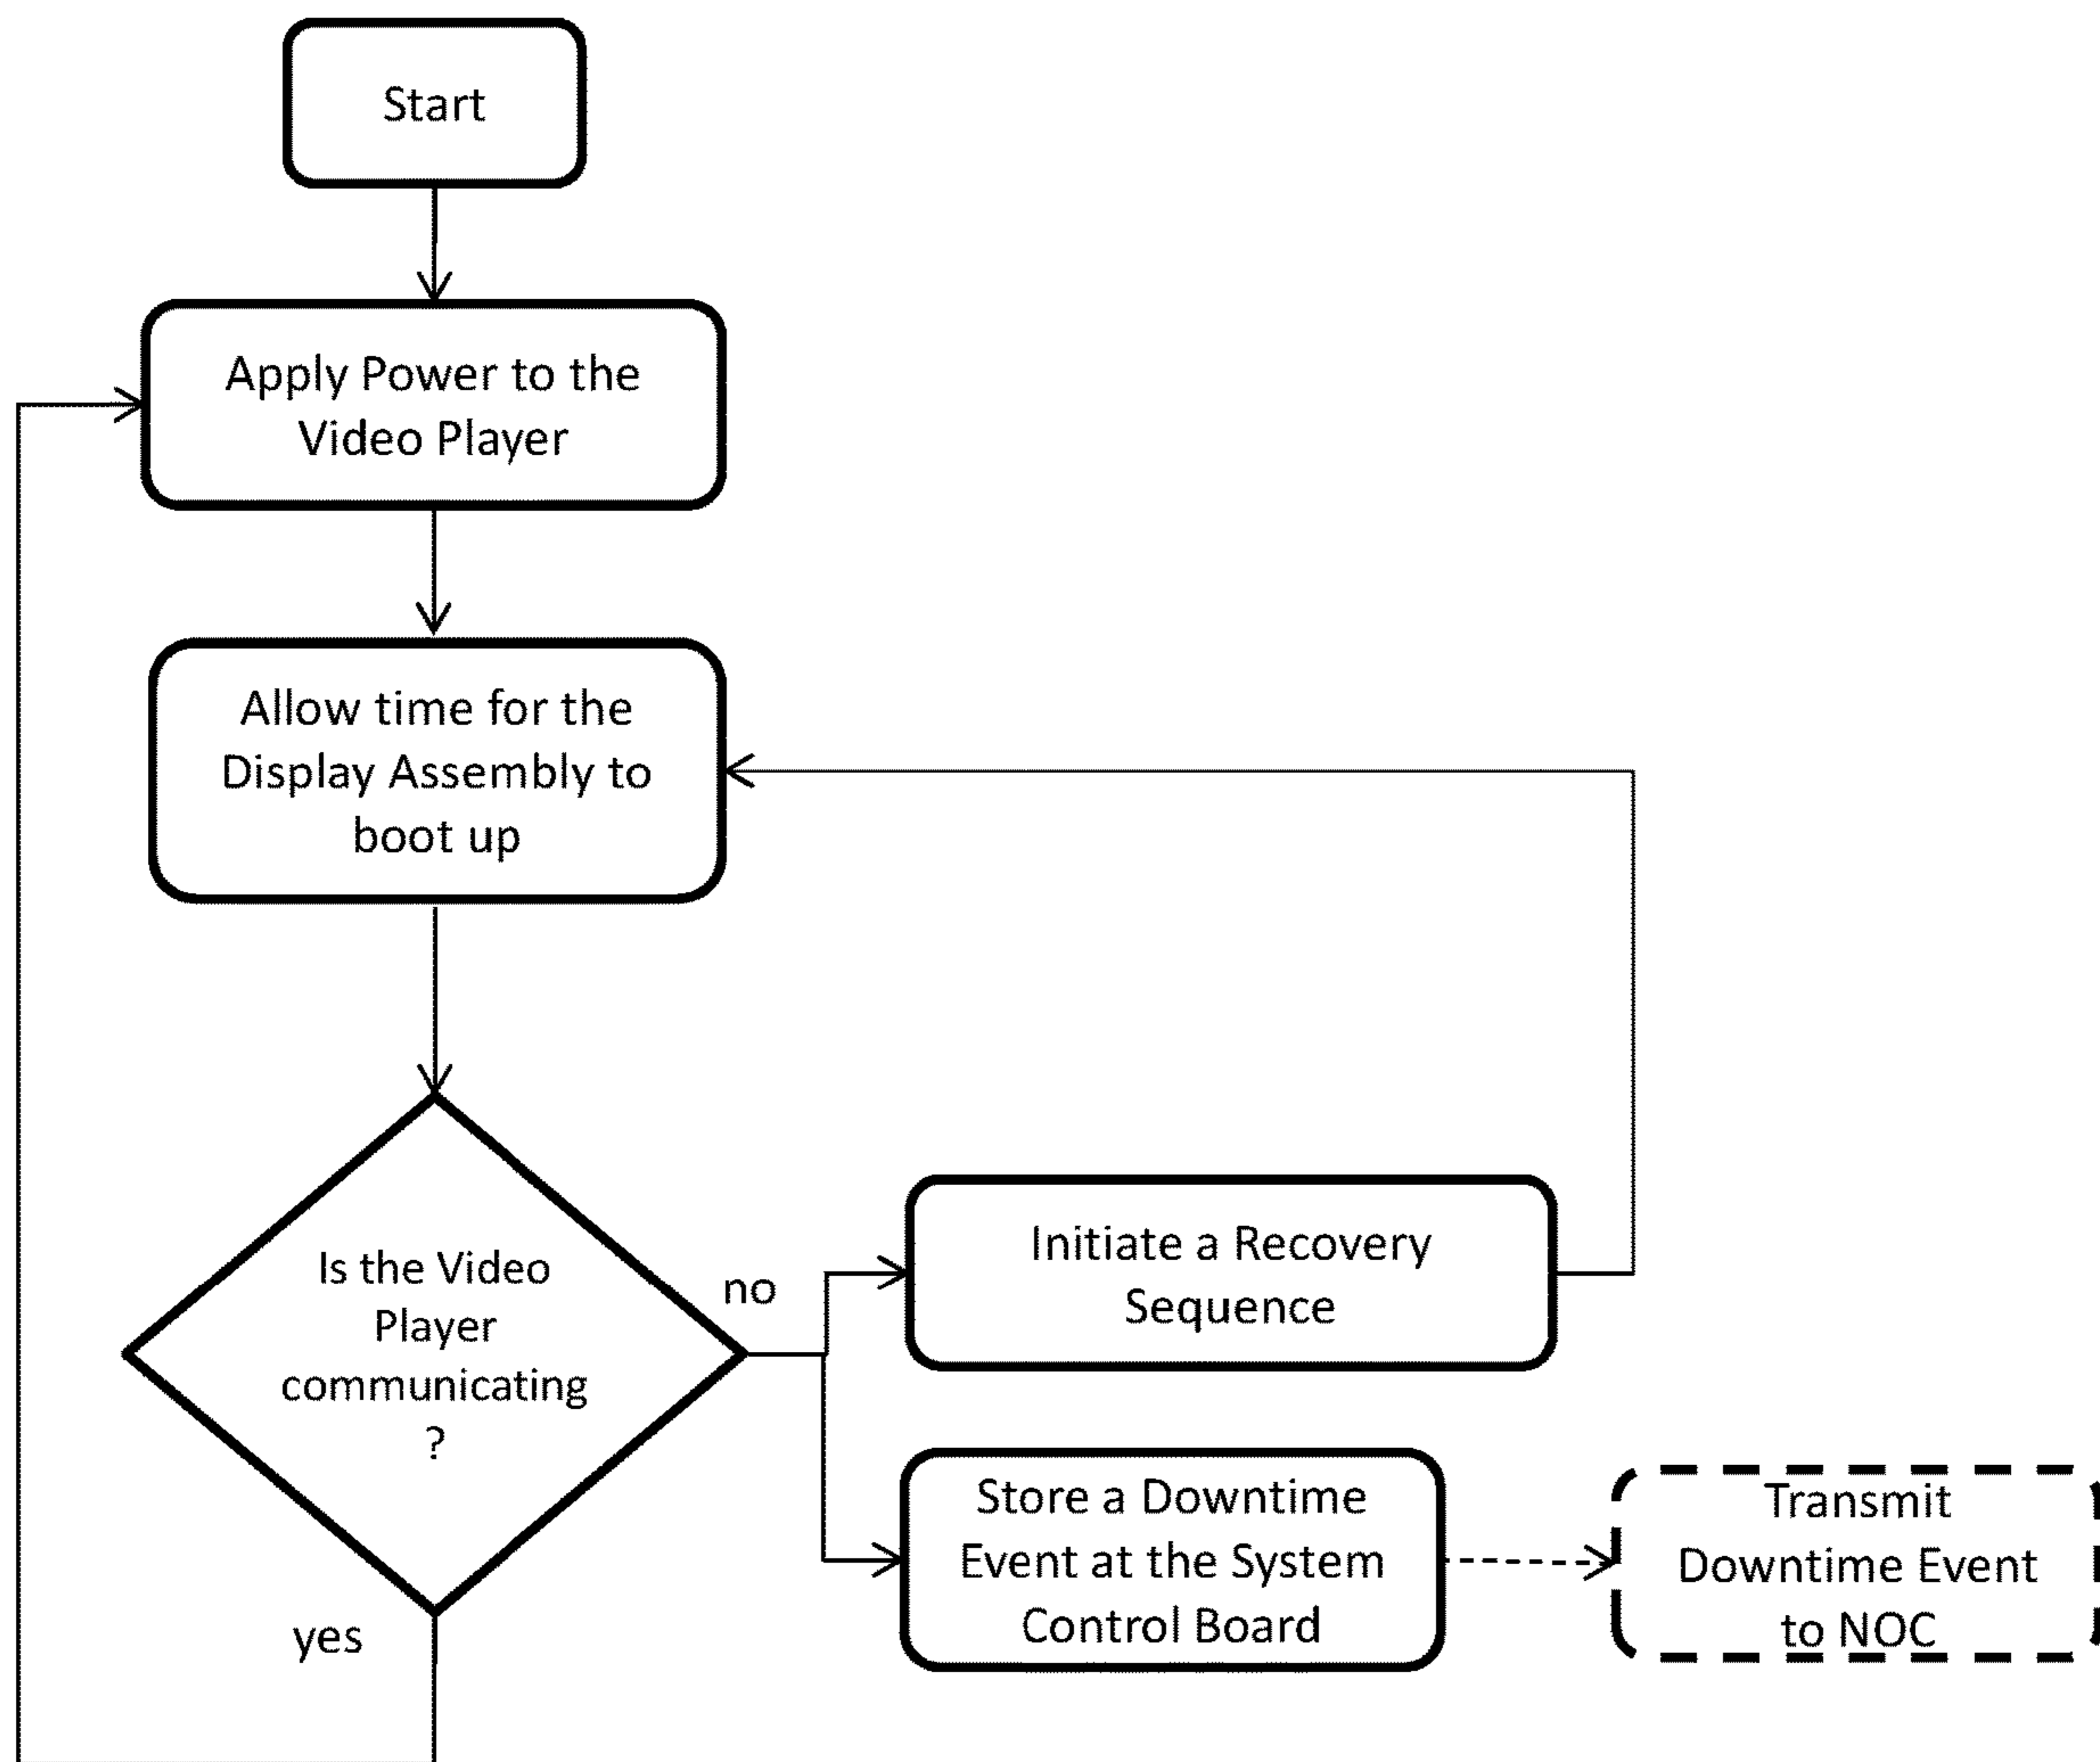 Start
Apply Power to the
Video Player
Allow time for the
Display Assembly to
boot up
Is the Video
Player
communicating
?
no
yes
Initiate a Recovery
Sequence
Store a Downtime
Event at the System
Control Board
Transmit
Downtime Event
to NOC